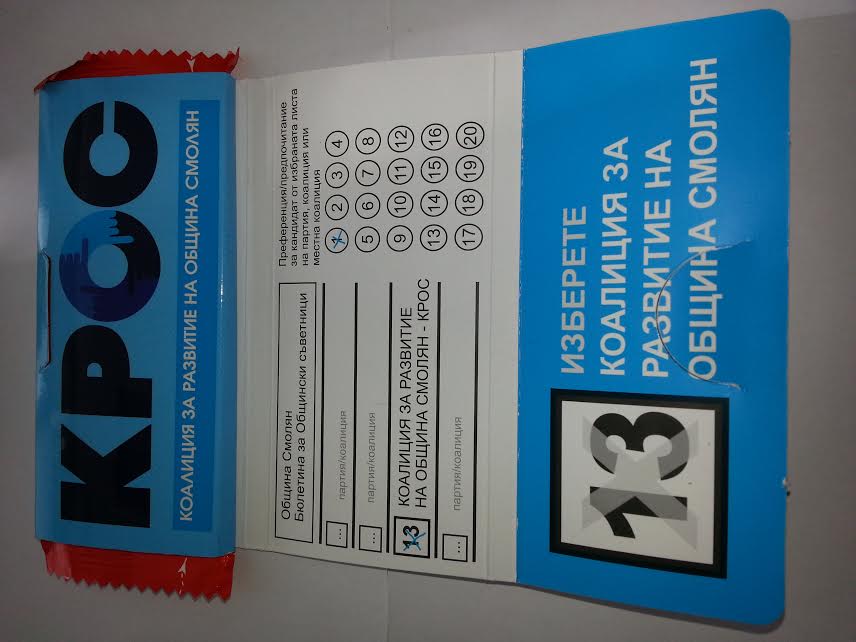 КРОС
КОАЛИЦИЯ ЗА РАЗВИТИЕ НА ОБЩИНА СМОЛЯН
Община Смолян
Бюлетина за Общински съветници
Преференция/предпочитание
за кандидат от избраната листа
на партия, коалиция или
местна коалиция
... партия/коалиция
... партия/коалиция
13 КОАЛИЦИЯ ЗА РАЗВИТИЕ
НА ОБЩИНА СМОЛЯН - КРОС
... партия/коалиция
1 2 3 4
5 6 7 8
9 10 11 12
13 14 15 16
17 18 19 20
13
ИЗБЕРЕТЕ
КОАЛИЦИЯ ЗА
РАЗВИТИЕ НА
ОБЩИНА СМОЛЯН